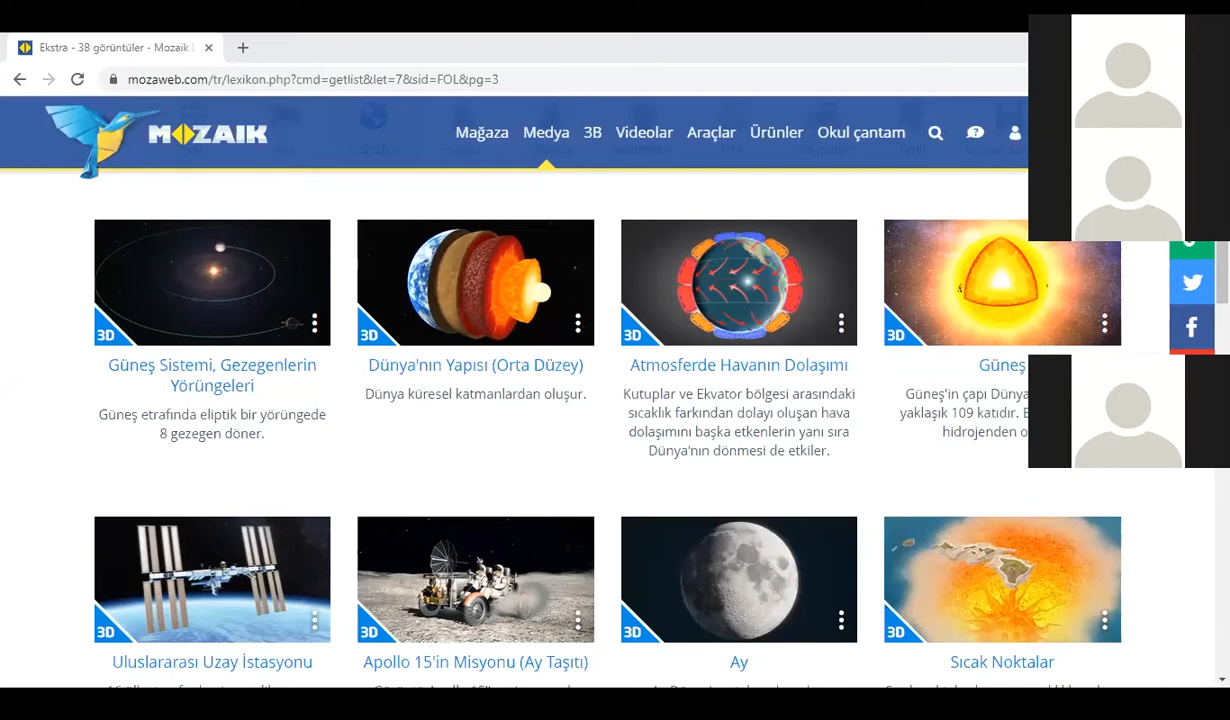 Ekstra - 3B görüntüler - Mozaik
mozaweb.com/tr/lexikon.php?cmd=getlist&let=7&sid=FOL&pg=3
MOZAIK
Mağaza Medya 3B Videolar Araçlar Ürünler Okul çantam
3D
3D
3D
3D
Güneş Sistemi, Gezegenlerin
Yörüngeleri
Güneş etrafında eliptik bir yörüngede
8 gezegen döner.
Dünya'nın Yapısı (Orta Düzey)
Dünya küresel katmanlardan oluşur.
Atmosferde Havanın Dolaşımı
Kutuplar ve Ekvator bölgesi arasındaki
sıcaklık farkından dolayı oluşan hava
dolaşımını başka etkenlerin yanı sıra
Dünya'nın dönmesi de etkiler.
Güneş
Güneş'in çapı Dünya
yaklaşık 109 katıdır.
hidrojenden
3D
3D
3D
3D
Uluslararası Uzay İstasyonu
Apollo 15'in Misyonu (Ay Taşıtı)
Ay
Sıcak Noktalar